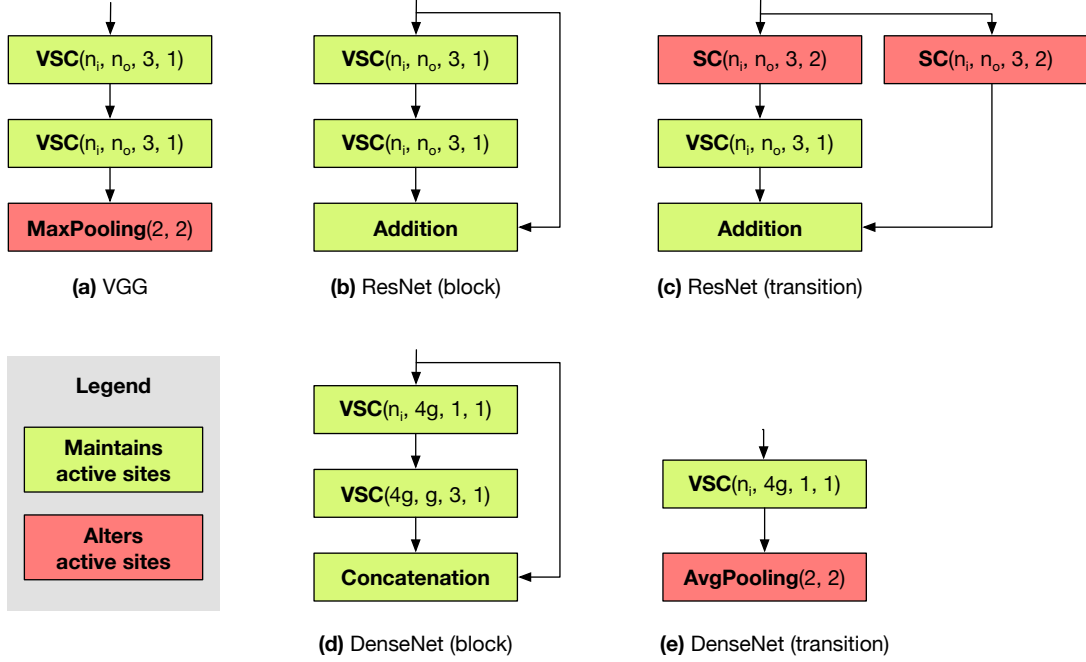 VSC(nᵢ, nₒ, 3, 1)
VSC(nᵢ, nₒ, 3, 1)
MaxPooling(2, 2)
(a) VGG
VSC(nᵢ, nₒ, 3, 1)
VSC(nᵢ, nₒ, 3, 1)
Addition
(b) ResNet (block)
SC(nᵢ, nₒ, 3, 2)
SC(nᵢ, nₒ, 3, 2)
VSC(nᵢ, nₒ, 3, 1)
Addition
(c) ResNet (transition)
Legend
Maintains
active sites
Alters
active sites
VSC(nᵢ, 4g, 1, 1)
VSC(4g, g, 3, 1)
Concatenation
(d) DenseNet (block)
VSC(nᵢ, 4g, 1, 1)
AvgPooling(2, 2)
(e) DenseNet (transition)